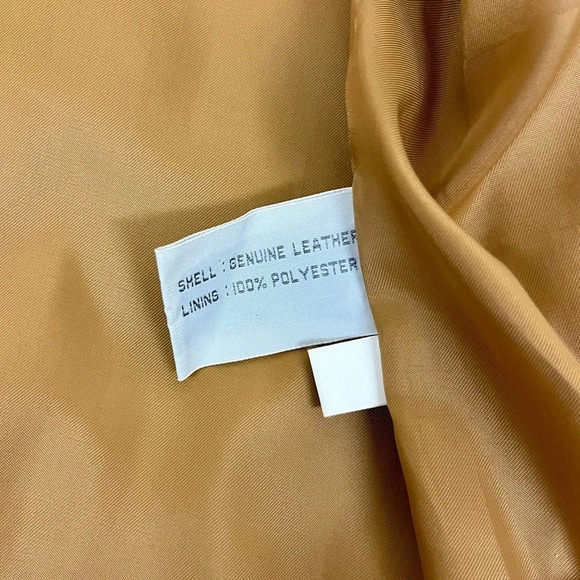 SHELL : GENUINE LEATHER
LINING : 100% POLYESTER